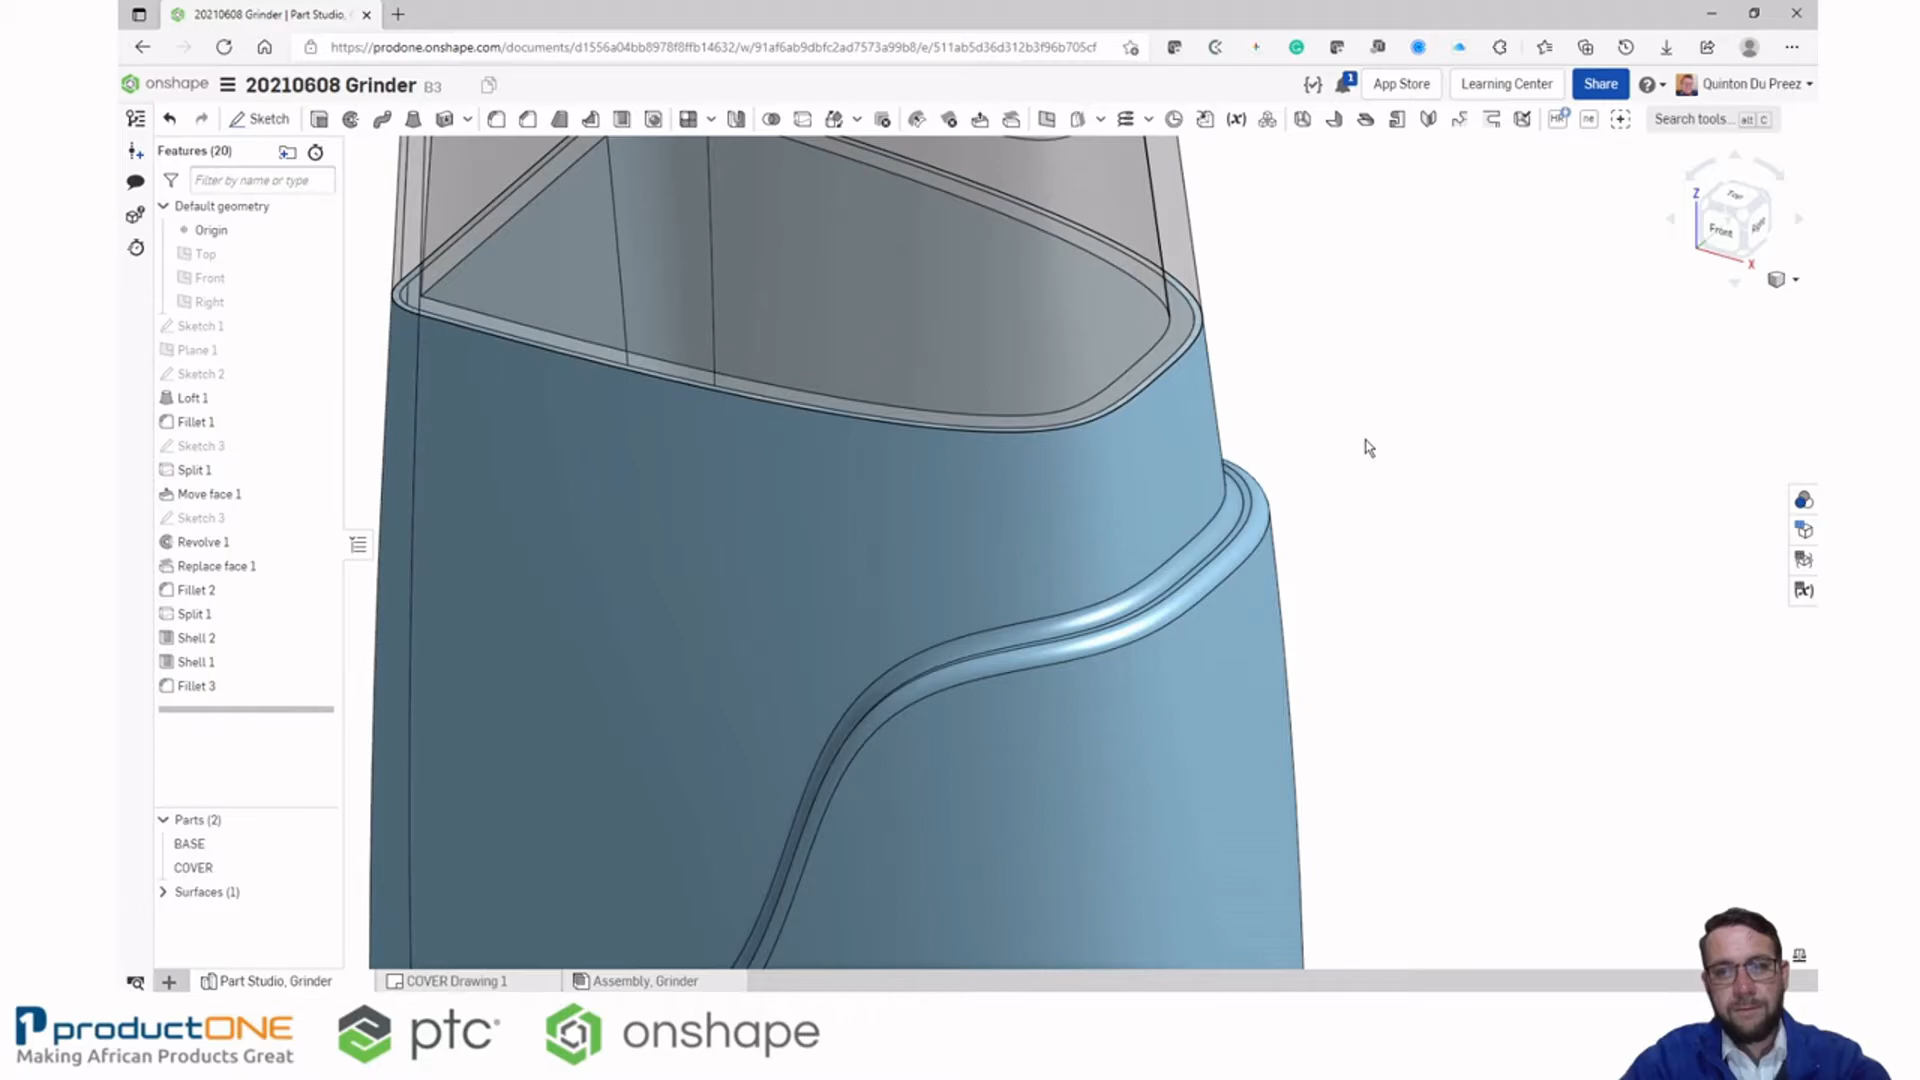 20210608 Grinder | Part Studio,
https://prodone.onshape.com/documents/d1556a04bb8978f8ffb14632/w/91af6ab9dbfc2ad7573a99b8/e/511ab5d36d312b3f96b705cf
onshape 20210608 Grinder B3
1 App Store Learning Center Share Quinton Du Preez
Sketch
Search tools... alt C
Features (20)
Filter by name or type
Default geometry
Origin
Top
Front
Right
Sketch 1
Plane 1
Sketch 2
Loft 1
Fillet 1
Sketch 3
Split 1
Move face 1
Sketch 3
Revolve 1
Replace face 1
Fillet 2
Split 1
Shell 2
Shell 1
Fillet 3
Parts (2)
BASE
COVER
Surfaces (1)
Z
Top
Front
Right
X
Part Studio, Grinder
COVER Drawing 1
Assembly, Grinder
productONE
Making African Products Great
ptc
onshape